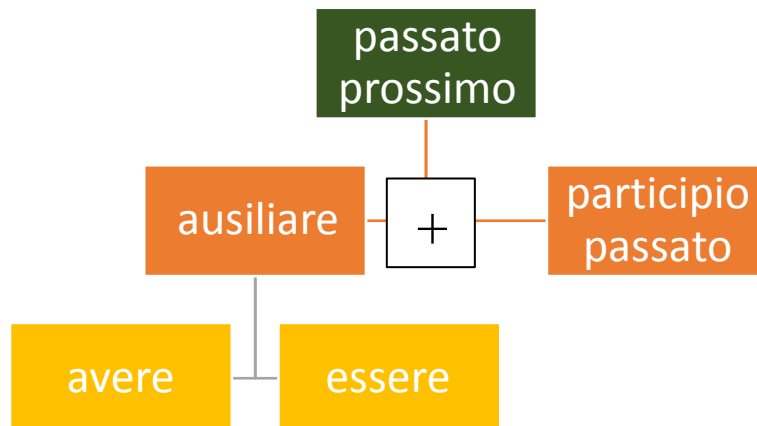 passato
prossimo
ausiliare
+
participio
passato
avere
essere